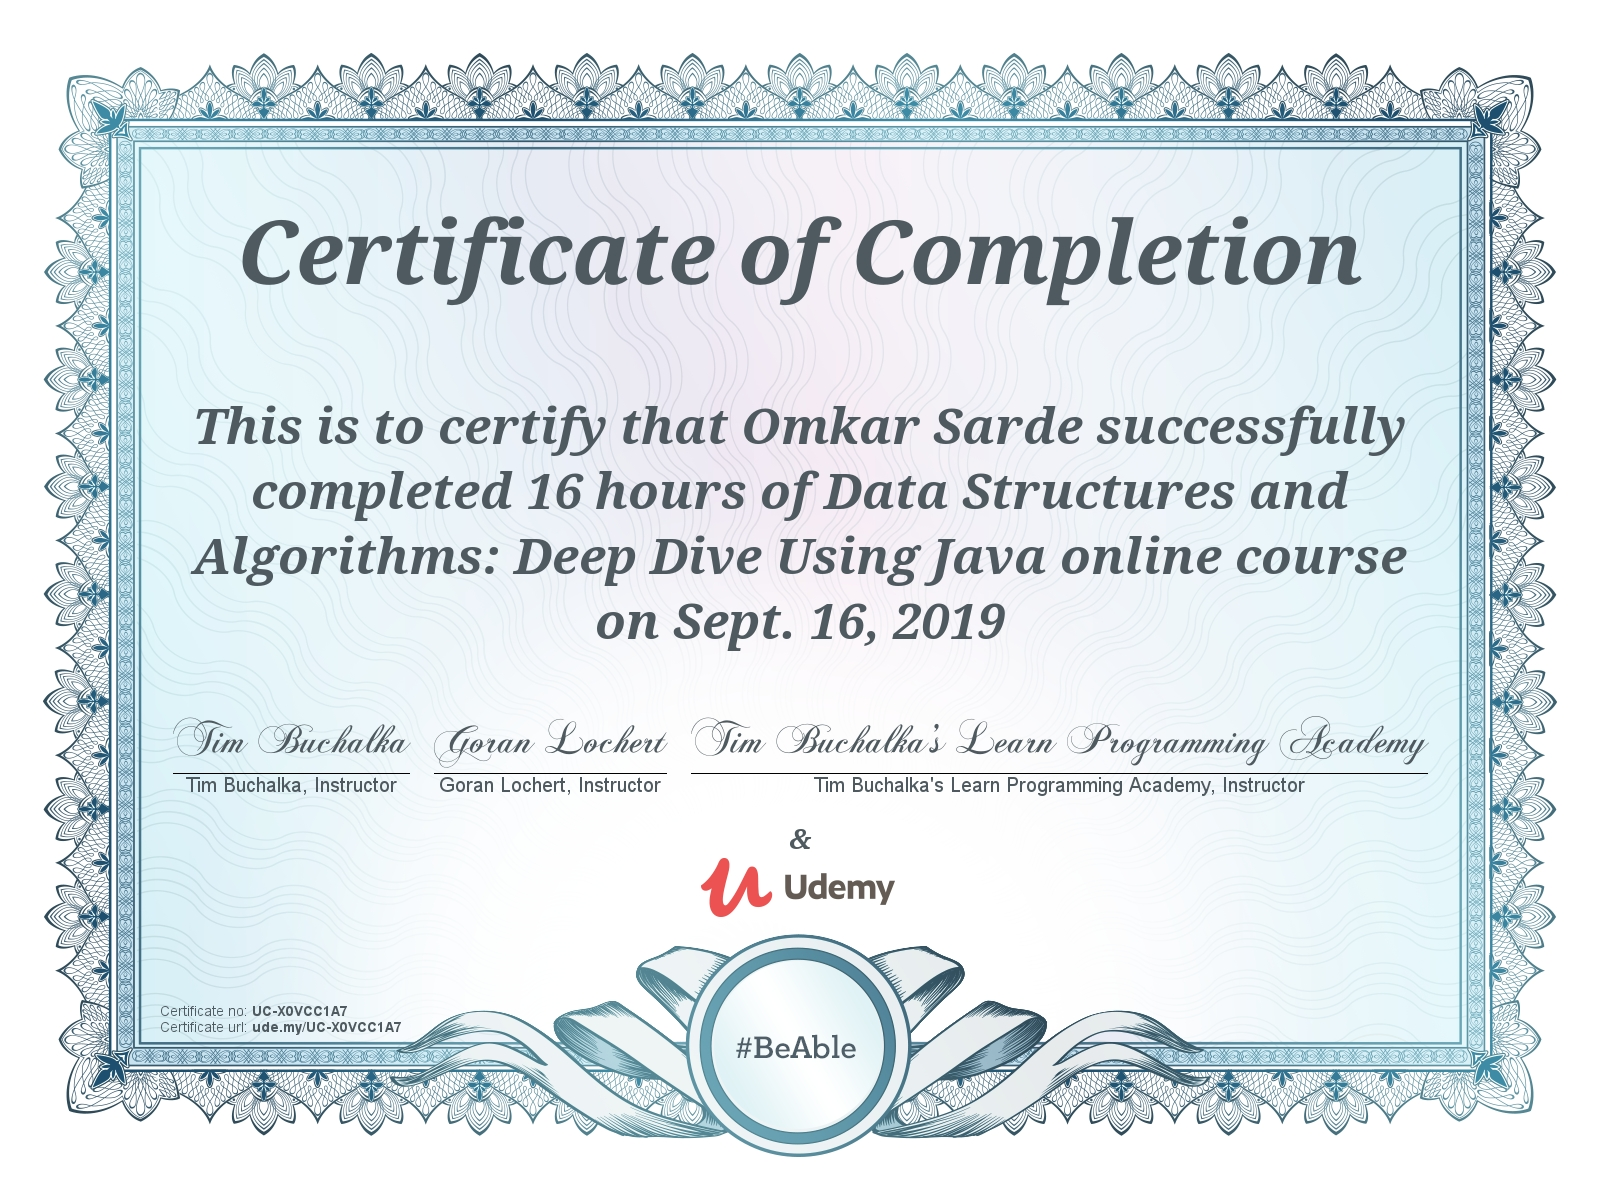 Certificate of Completion
This is to certify that Omkar Sarde successfully
completed 16 hours of Data Structures and
Algorithms: Deep Dive Using Java online course
on Sept. 16, 2019
Tim Buchalka Goran Lochert Tim Buchalka's Learn Programming Academy
Tim Buchalka, Instructor Goran Lochert, Instructor Tim Buchalka's Learn Programming Academy, Instructor
&
Udemy
Certificate no: UC-X0VCC1A7
Certificate url: ude.my/UC-X0VCC1A7
#BeAble